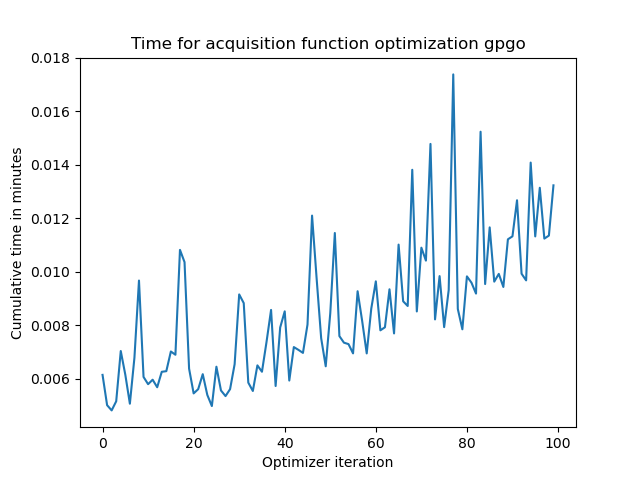 Time for acquisition function optimization gpgo
0.018
0.016
0.014
0.012
0.010
0.008
0.006
Cumulative time in minutes
0 20 40 60 80 100
Optimizer iteration